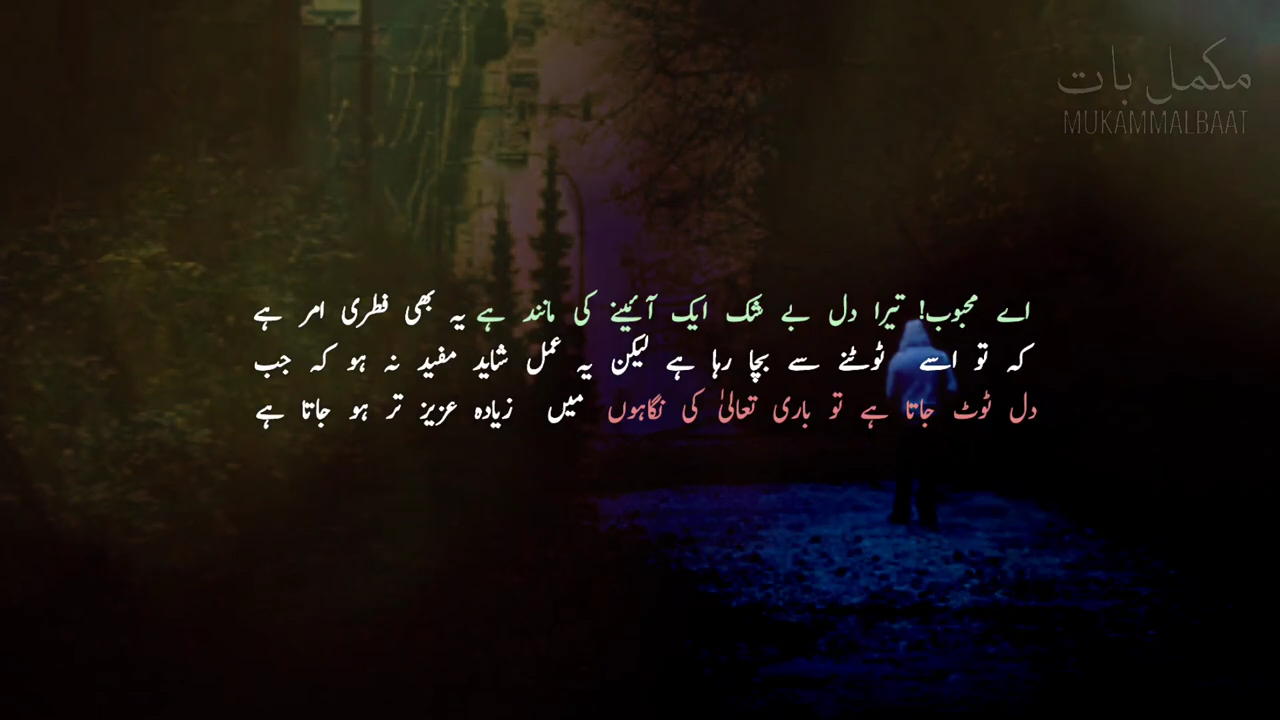 مکمل بات
MUKAMMALBAAT
اے محبوب! تیرا دل بے شک ایک آئینے کی مانند ہے یہ بھی فطری امر ہے
کہ تو اسے ٹوٹنے سے بچا رہا ہے لیکن یہ عمل شاید مفید نہ ہو کہ جب
دل ٹوٹ جاتا ہے تو باری تعالیٰ کی نگاہوں میں زیادہ عزیز تر ہو جاتا ہے